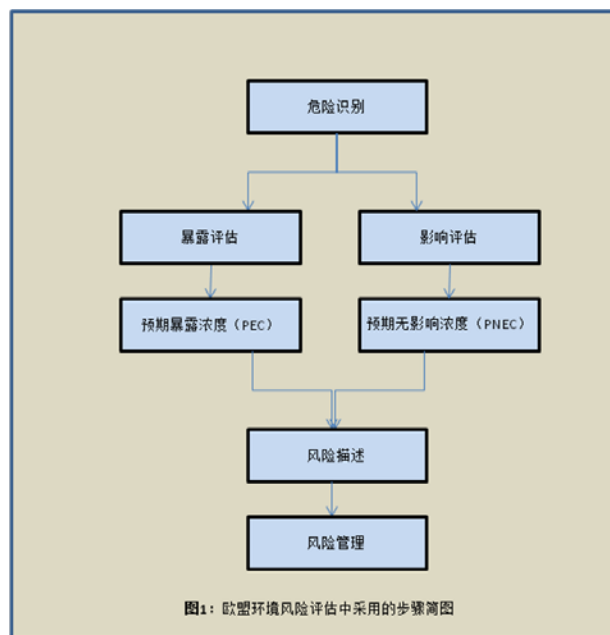 危险识别
暴露评估
影响评估
预期暴露浓度（PEC）
预期无影响浓度（PNEC）
风险描述
风险管理
图1：欧盟环境风险评估中采用的步骤简图